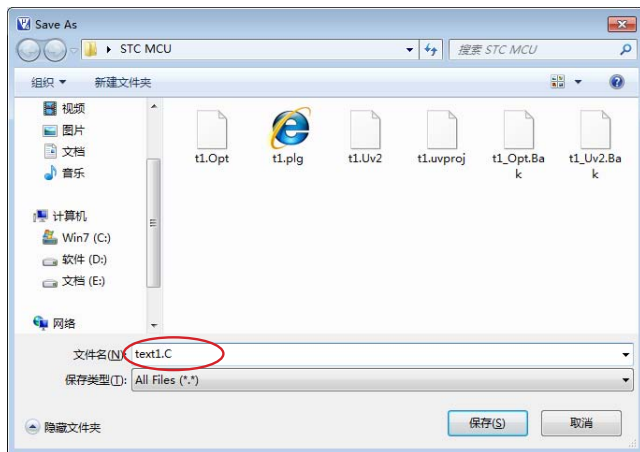 Save As
STC MCU
搜索 STC MCU
组织
新建文件夹
视频
图片
文档
音乐
计算机
Win7 (C:)
软件 (D:)
文档 (E:)
网络
t1.Opt
t1.plg
t1.Uv2
t1.uvproj
t1_Opt.Ba
k
t1_Uv2.Ba
k
文件名(N): text1.C
保存类型(T): All Files (*.*)
隐藏文件夹
保存(S)
取消